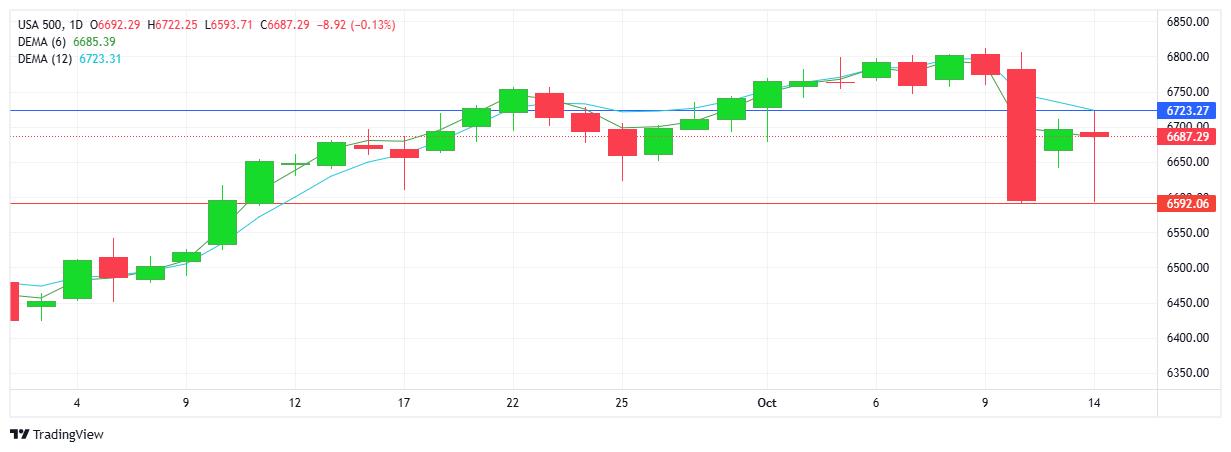 USA 500, 1D O6692.29 H6722.25 L6593.71 C6687.29 −8.92 (−0.13%)
DEMA (6) 6685.39
DEMA (12) 6723.31
6850.00
6800.00
6750.00
6723.27
6700.00
6687.29
6650.00
6600.00
6592.06
6550.00
6500.00
6450.00
6400.00
6350.00
4 9 12 17 22 25 Oct 6 9 14
TradingView